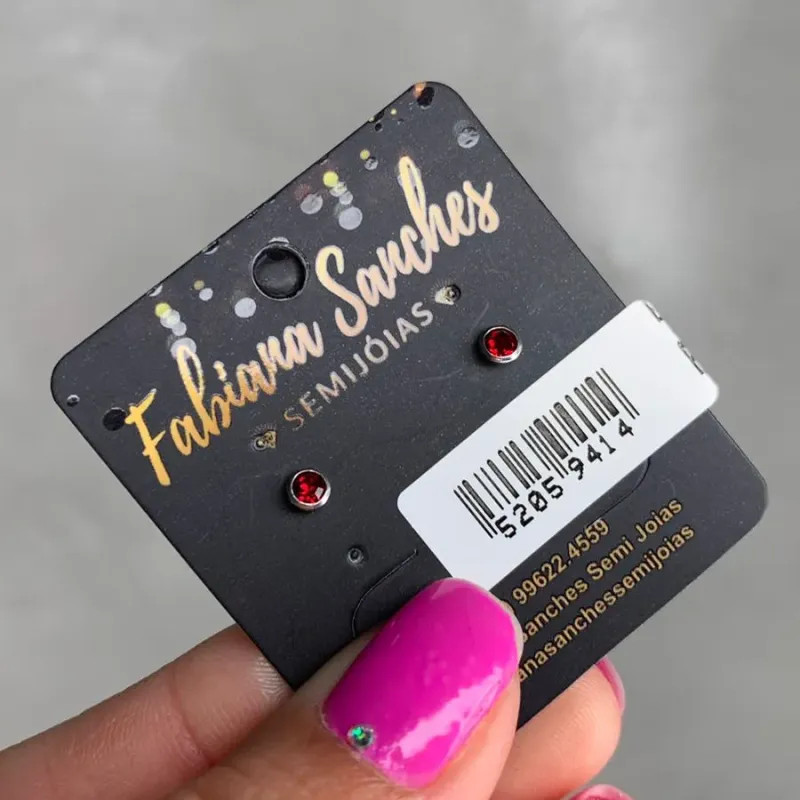 Fabiana Sanches
SEMIJÓIAS
5205 9414
99622.4559
Sanches Semi Joias
anasanchessemijoias